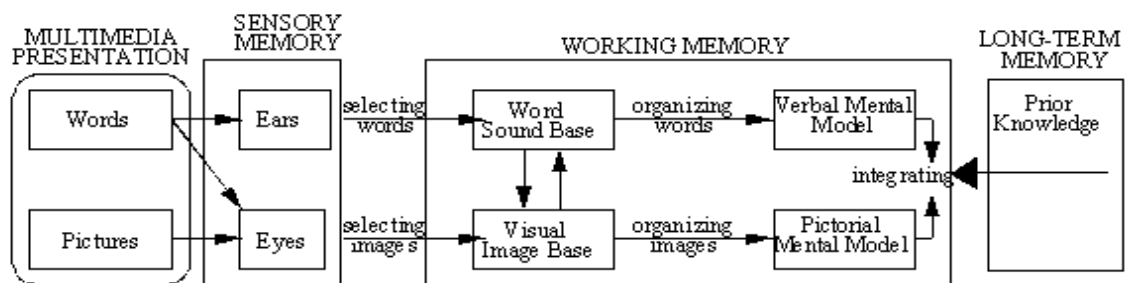 MULTIMEDIA
PRESENTATION
SENSORY
MEMORY
WORKING MEMORY
LONG-TERM
MEMORY
Words
Ears
selecting
words
Word
Sound Base
organizing
words
Verbal Mental
Model
Prior
Knowledge
integrating
Pictures
Eyes
selecting
images
Visual
Image Base
organizing
images
Pictorial
Mental Model